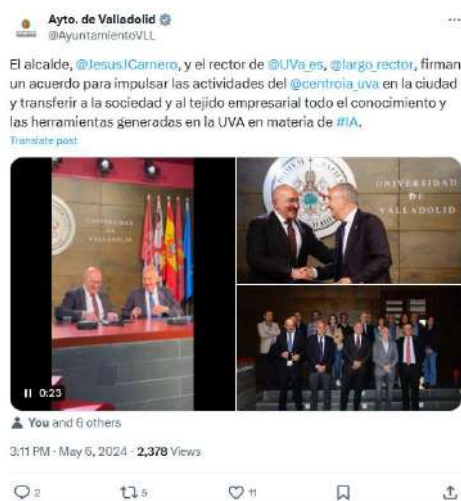 Ayto. de Valladolid
@AyuntamientoVLL
El alcalde, @JesusJCarnero, y el rector de @UVa_es, @largo_rector, firman
un acuerdo para impulsar las actividades del @centroia_uva en la ciudad
y transferir a la sociedad y al tejido empresarial todo el conocimiento y
las herramientas generadas en la UVA en materia de #IA.
Translate post
UNIVERSIDAD
DE
VALLADOLID
UNIVERSIDAD
DE
VALLADOLID
0:23
You and 6 others
3:11 PM · May 6, 2024 · 2,378 Views
2
5
11